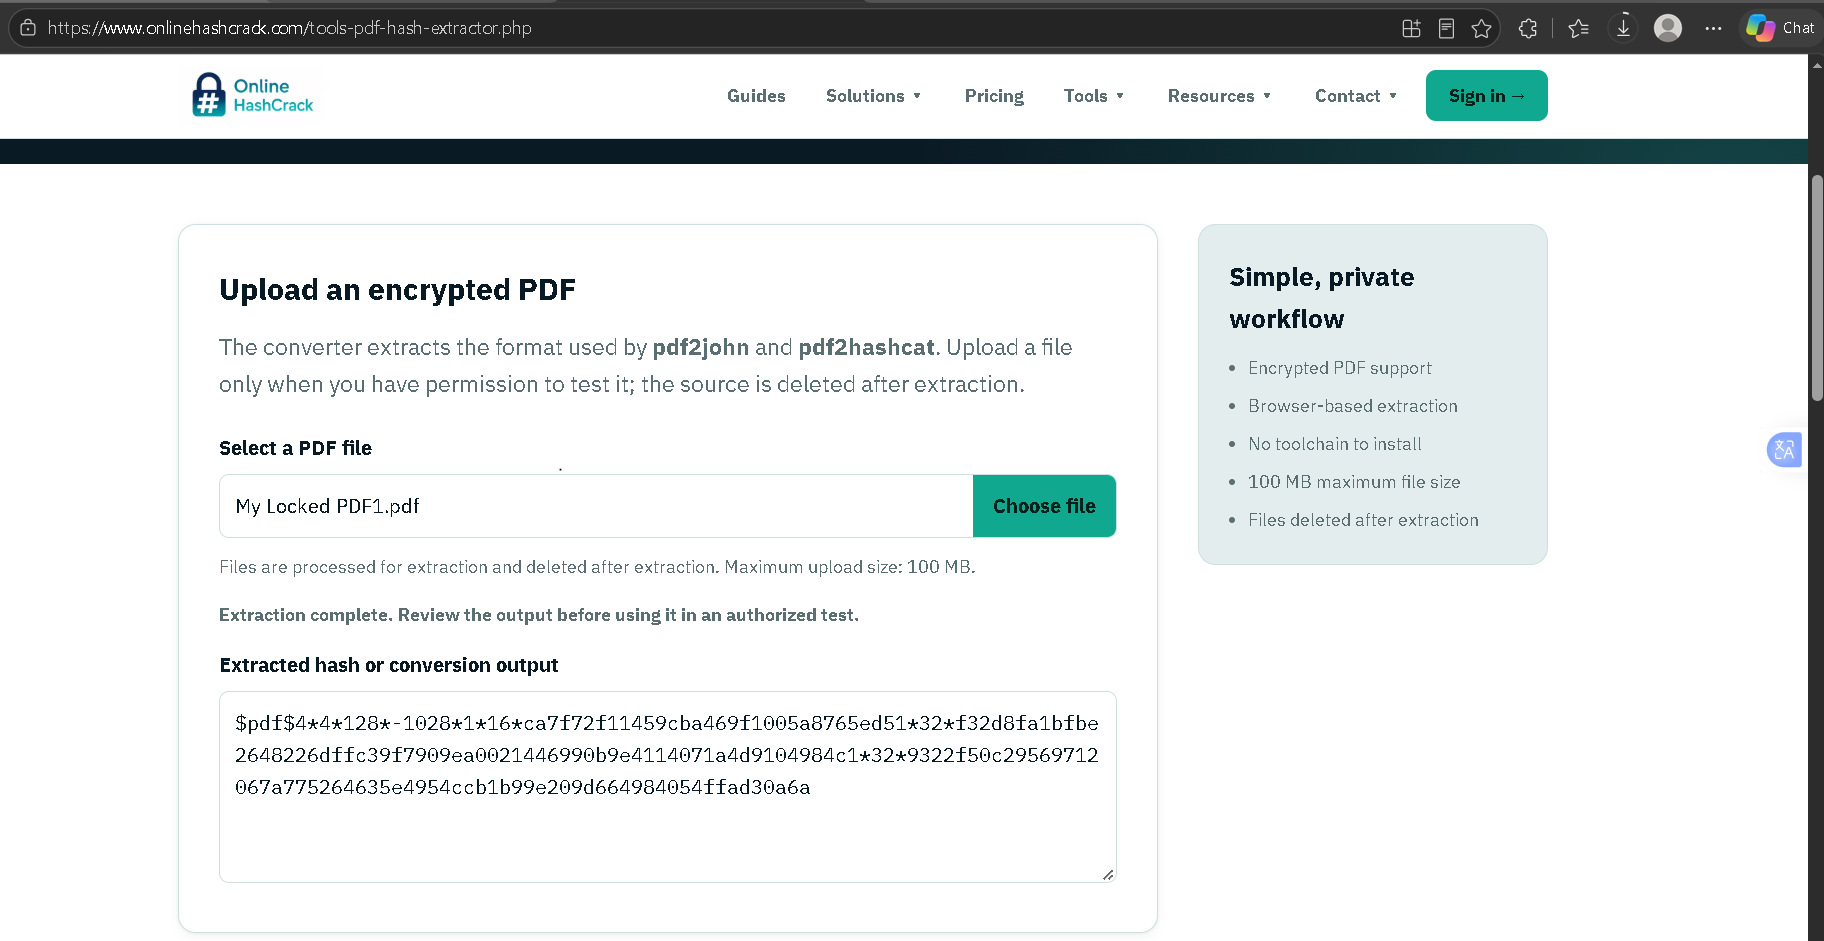 https://www.onlinehashcrack.com/tools-pdf-hash-extractor.php
Chat
Online
HashCrack
Guides
Solutions
Pricing
Tools
Resources
Contact
Sign in →
Upload an encrypted PDF
The converter extracts the format used by pdf2john and pdf2hashcat. Upload a file
only when you have permission to test it; the source is deleted after extraction.
Select a PDF file
My Locked PDF1.pdf
Choose file
Files are processed for extraction and deleted after extraction. Maximum upload size: 100 MB.
Extraction complete. Review the output before using it in an authorized test.
Extracted hash or conversion output
$pdf$4*4*128*-1028*1*16*ca7f72f11459cba469f1005a8765ed51*32*f32d8fa1bfbe
2648226dffc39f7909ea0021446990b9e4114071a4d9104984c1*32*9322f50c29569712
067a775264635e4954ccb1b99e209d664984054ffad30a6a
Simple, private
workflow
• Encrypted PDF support
• Browser-based extraction
• No toolchain to install
• 100 MB maximum file size
• Files deleted after extraction